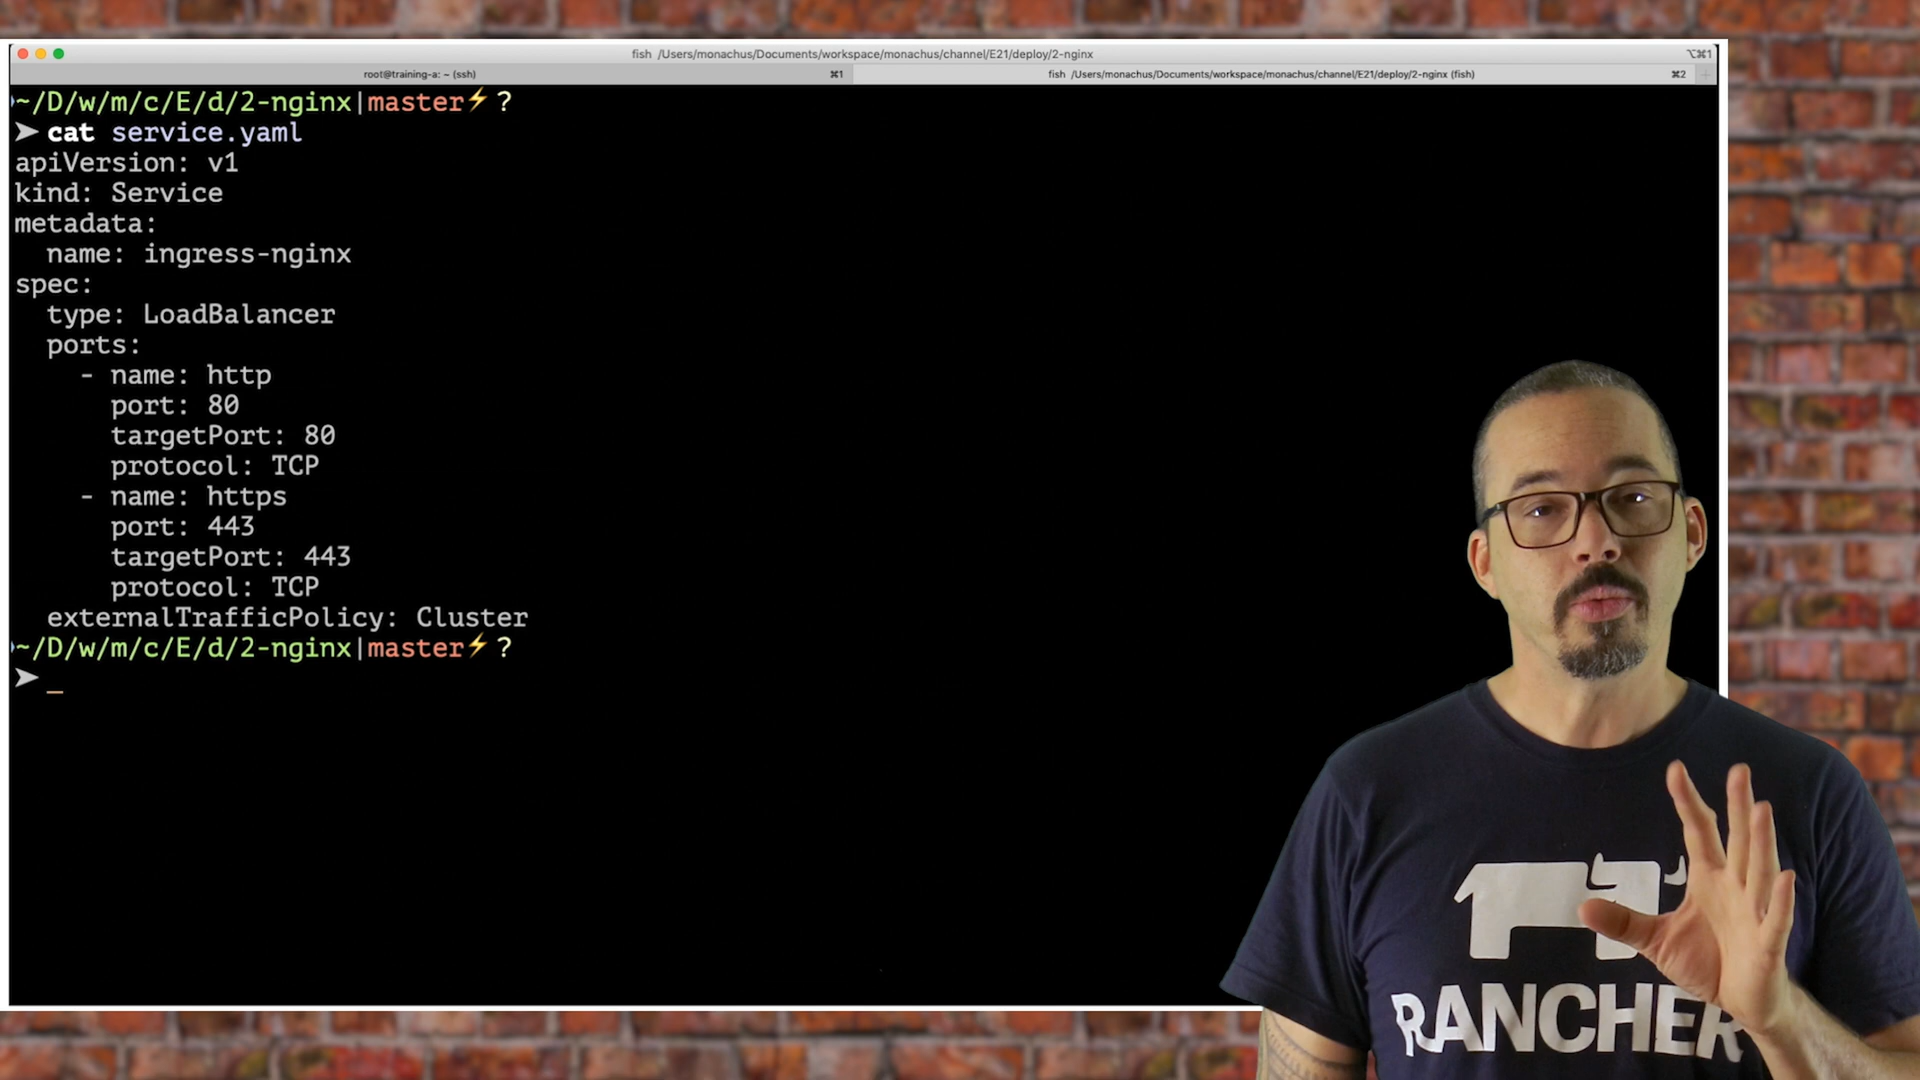 fish /Users/monachus/Documents/workspace/monachus/channel/E21/deploy/2-nginx
⌥⌘1
root@training-a: ~ (ssh)
⌘1
fish /Users/monachus/Documents/workspace/monachus/channel/E21/deploy/2-nginx (fish)
⌘2
~/D/w/m/c/E/d/2-nginx|master⚡?
➤ cat service.yaml
apiVersion: v1
kind: Service
metadata:
  name: ingress-nginx
spec:
  type: LoadBalancer
  ports:
    - name: http
      port: 80
      targetPort: 80
      protocol: TCP
    - name: https
      port: 443
      targetPort: 443
      protocol: TCP
  externalTrafficPolicy: Cluster
~/D/w/m/c/E/d/2-nginx|master⚡?
➤ _
RANCHER